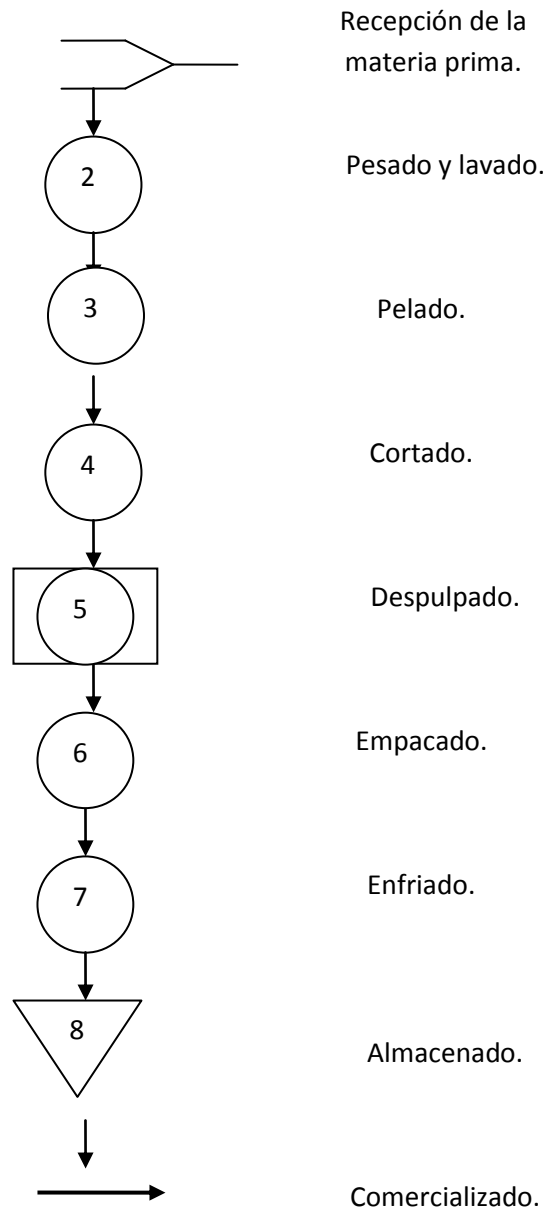 Recepción de la
materia prima.
2
Pesado y lavado.
3
Pelado.
4
Cortado.
5
Despulpado.
6
Empacado.
7
Enfriado.
8
Almacenado.
Comercializado.